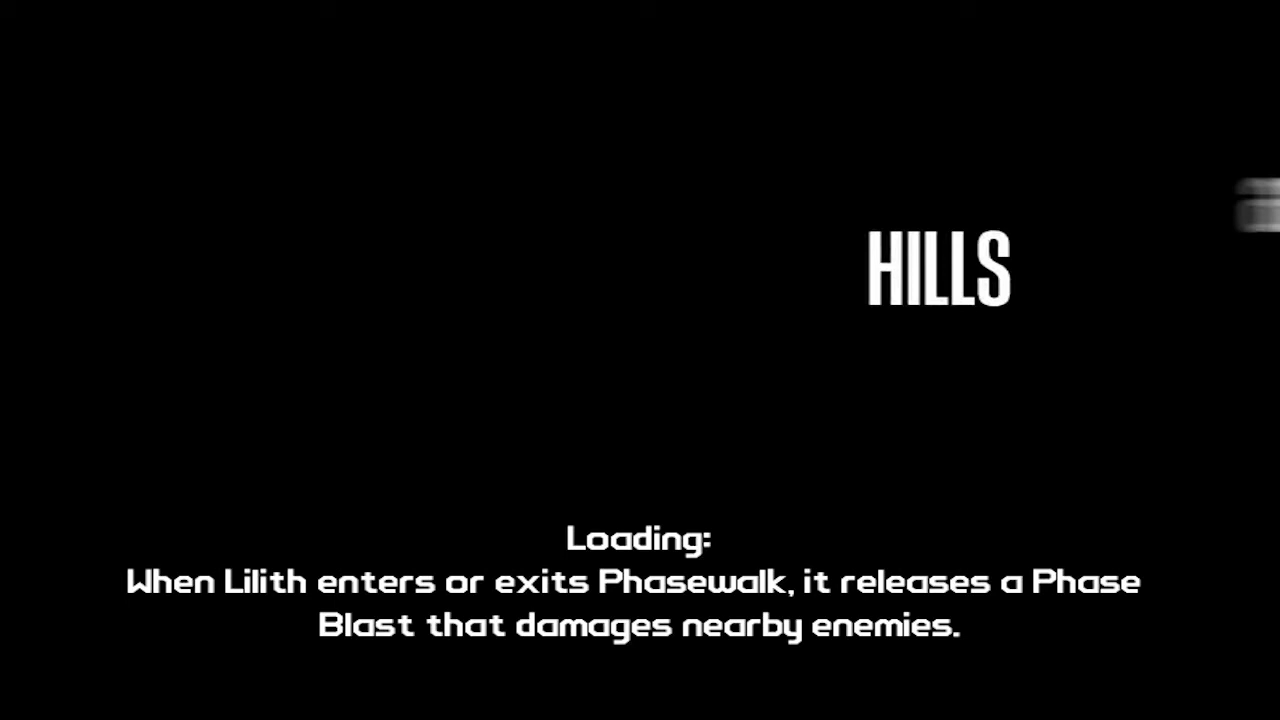 HILLS
Loading:
When Lilith enters or exits Phasewalk, it releases a Phase
Blast that damages nearby enemies.